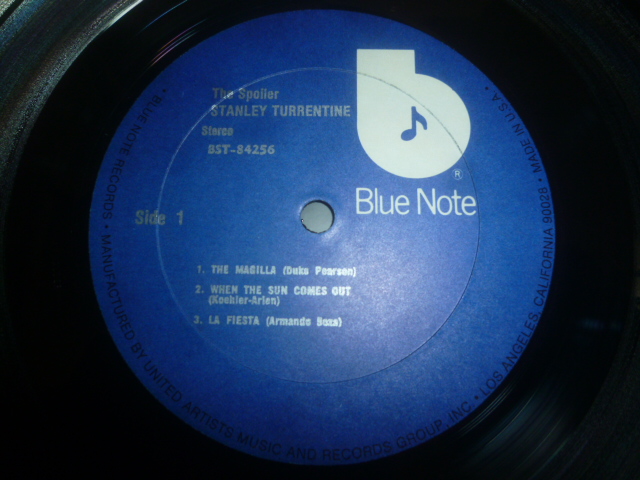 The Spoiler
STANLEY TURRENTINE
Stereo
BST-84256
b
Blue Note
®
Side 1
1. THE MAGILLA (Duke Pearson)
2. WHEN THE SUN COMES OUT
(Koehler-Arlen)
3. LA FIESTA (Armando Boza)
• BLUE NOTE RECORDS • MANUFACTURED BY UNITED ARTISTS MUSIC AND RECORDS GROUP, INC • LOS ANGELES, CALIFORNIA 90028 • MADE IN U.S.A.